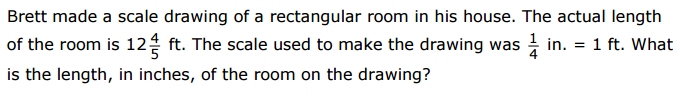 Brett made a scale drawing of a rectangular room in his house. The actual length
of the room is 12 4/5 ft. The scale used to make the drawing was 1/4 in. = 1 ft. What
is the length, in inches, of the room on the drawing?